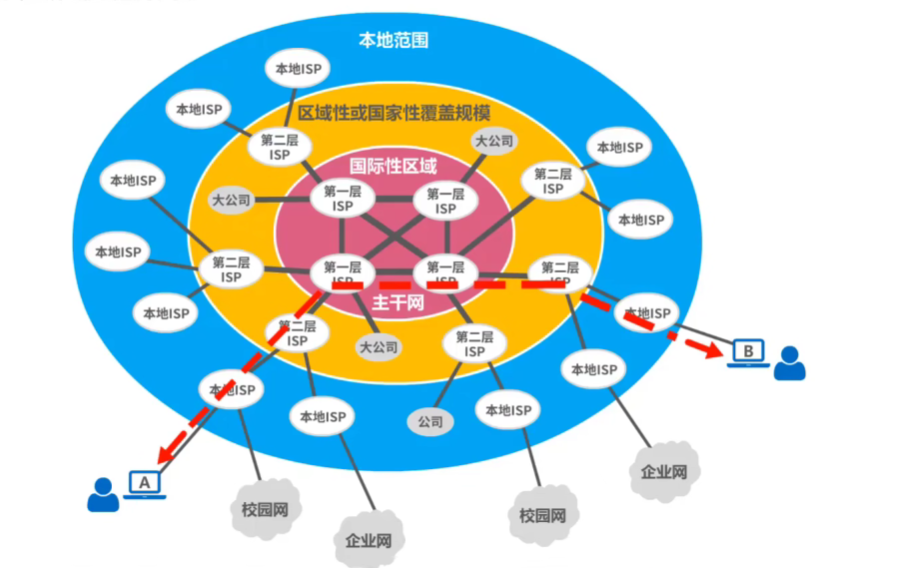 本地范围
本地ISP
本地ISP
区域性或国家性覆盖规模
第二层
ISP
大公司
本地ISP
国际性区域
第二层
ISP
本地ISP
大公司
第一层
ISP
第一层
ISP
本地ISP
本地ISP
第二层
ISP
第一层
ISP
第一层
ISP
第二层
ISP
主干网
本地ISP
本地ISP
第二层
ISP
大公司
第二层
ISP
B
本地ISP
本地ISP
本地ISP
本地ISP
公司
A
校园网
企业网
校园网
企业网